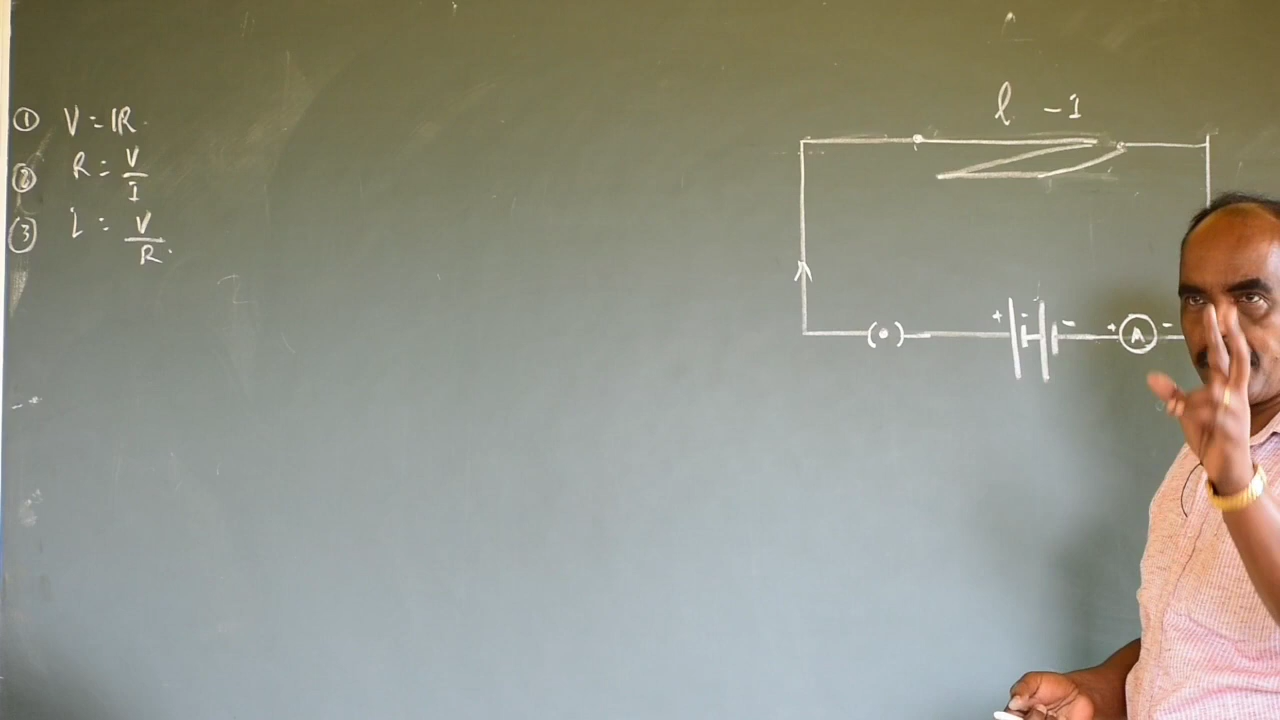 ① V = IR
② R = V/I
③ I = V/R
l - 1
+ - -
+ A -